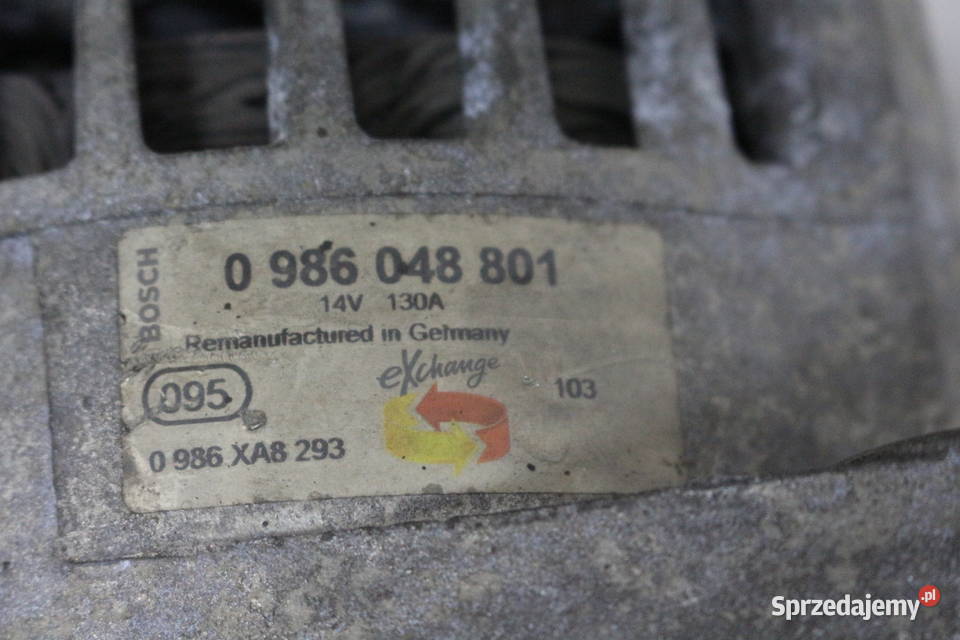 BOSCH
0 986 048 801
14V 130A
Remanufactured in Germany
eXchange
095
103
0 986 XA8 293
Sprzedajemy.pl